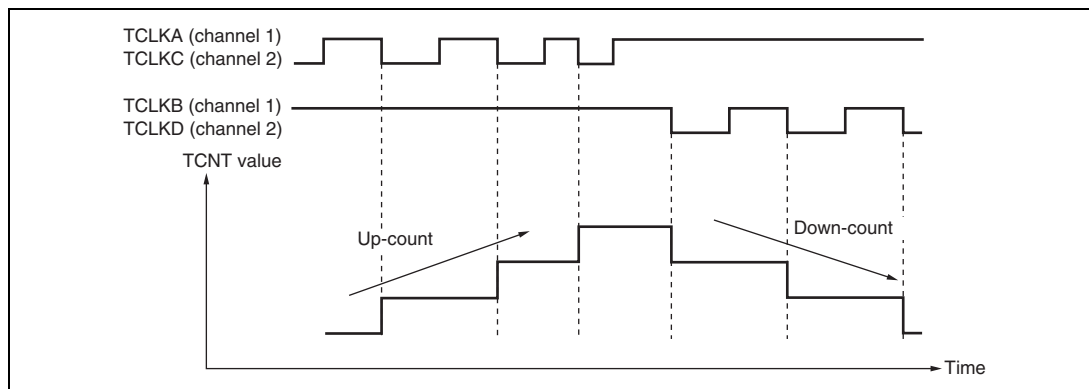 TCLKA (channel 1)
TCLKC (channel 2)
TCLKB (channel 1)
TCLKD (channel 2)
TCNT value
Up-count
Down-count
Time